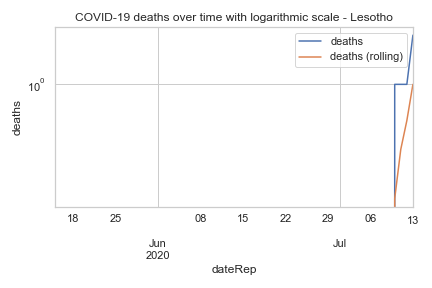 COVID-19 deaths over time with logarithmic scale - Lesotho
deaths
deaths (rolling)
10⁰
deaths
18 25 08 15 22 29 06 13
Jun Jul
2020
dateRep